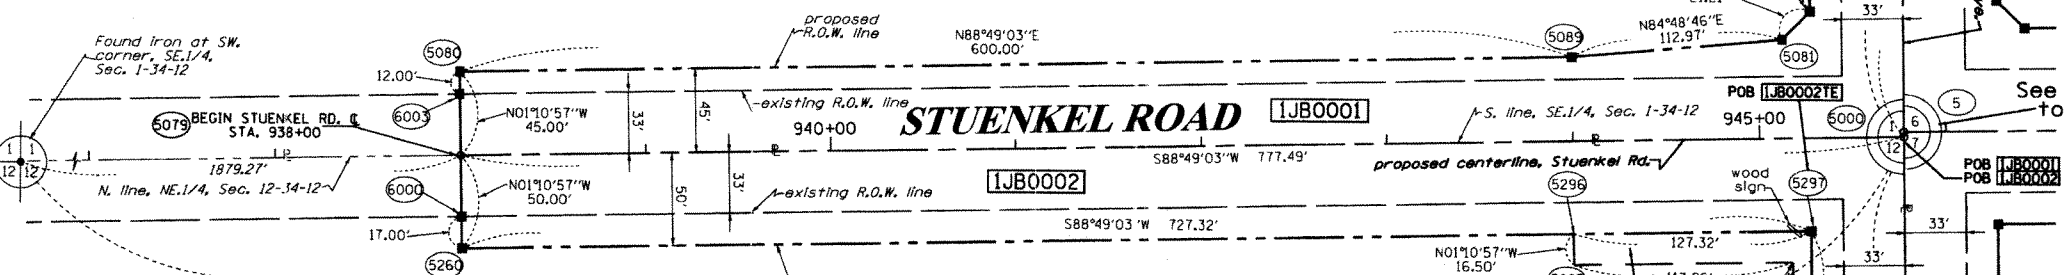 Found iron at SW.
corner, SE.1/4,
Sec. 1-34-12
5080
12.00'
6003
5079
BEGIN STUENKEL RD. ℄
STA. 938+00
N01°10'57"W
45.00'
33'
45'
proposed
R.O.W. line
N88°49'03"E
600.00'
existing R.O.W. line
940+00
STUENKEL ROAD
1JB0001
S. line, SE.1/4, Sec. 1-34-12
5089
N84°48'46"E
112.97'
5081
33'
POB 1JB0002TE
945+00
5000
5
See
to
1
1
12
12
1879.27'
N. line, NE.1/4, Sec. 12-34-12
6000
N01°10'57"W
50.00'
17.00'
5260
50'
33'
existing R.O.W. line
1JB0002
S88°49'03"W 777.49'
proposed centerline, Stuenkel Rd.
S88°49'03"W 727.32'
5296
wood
sign
5297
N01°10'57"W
16.50'
127.32'
1
6
12
7
POB 1JB0001
POB 1JB0002
33'
33'